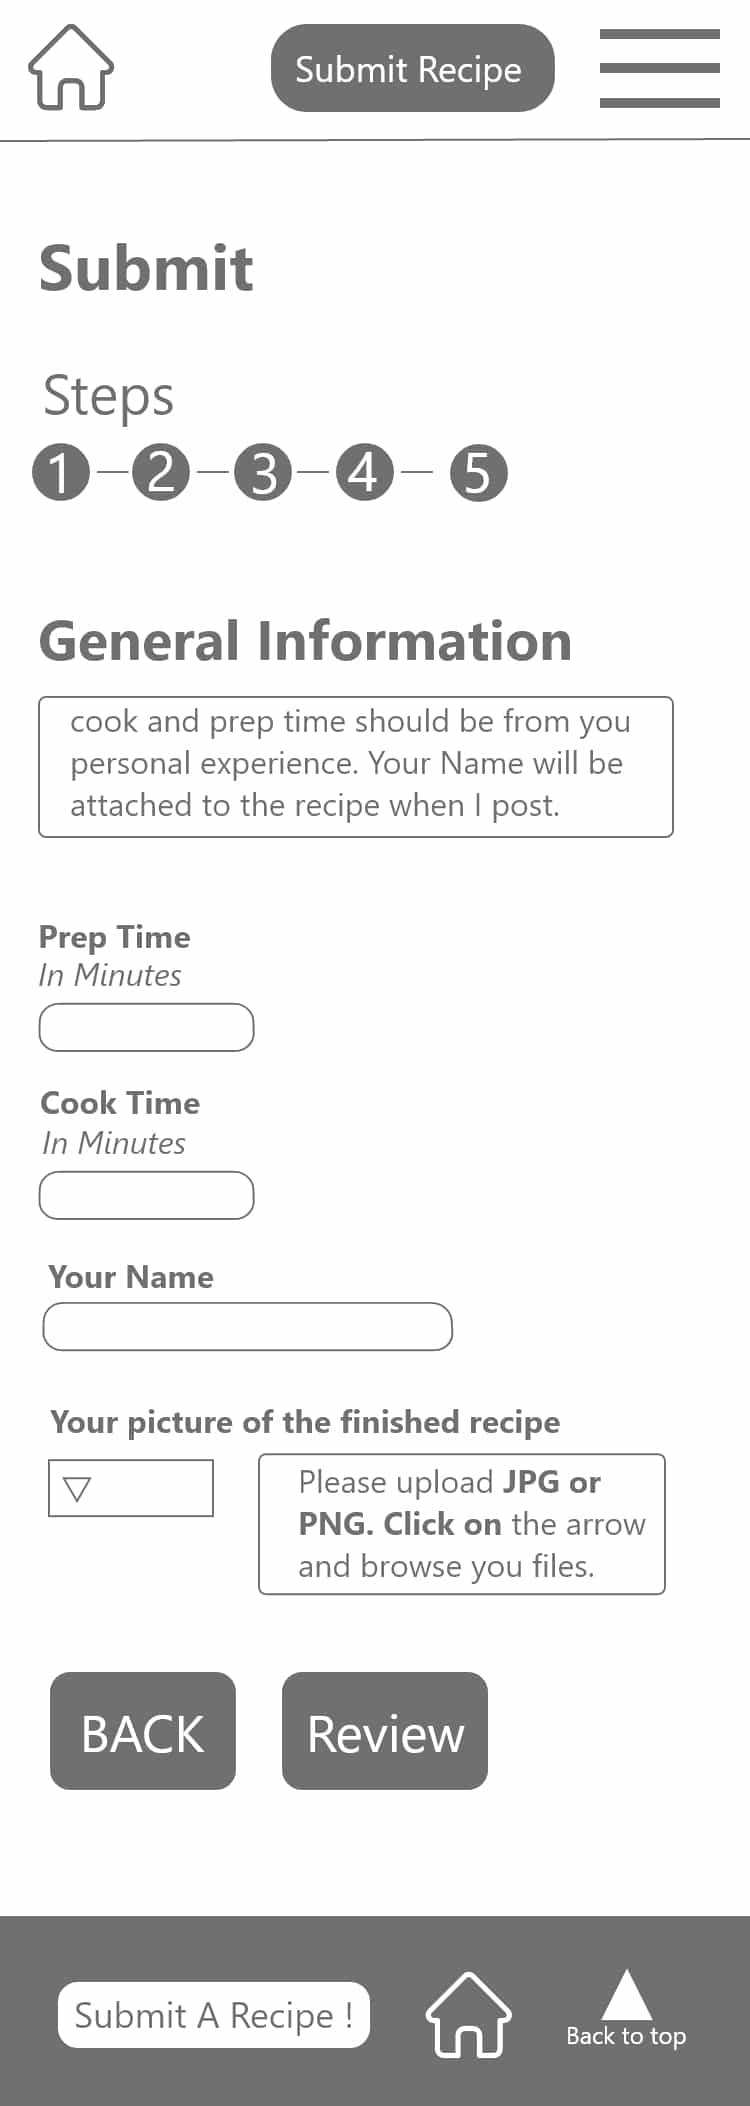 Submit Recipe
Submit
Steps
1 2 3 4 5
General Information
cook and prep time should be from you
personal experience. Your Name will be
attached to the recipe when I post.
Prep Time
In Minutes
Cook Time
In Minutes
Your Name
Your picture of the finished recipe
Please upload JPG or
PNG. Click on the arrow
and browse you files.
BACK Review
Submit A Recipe !
Back to top